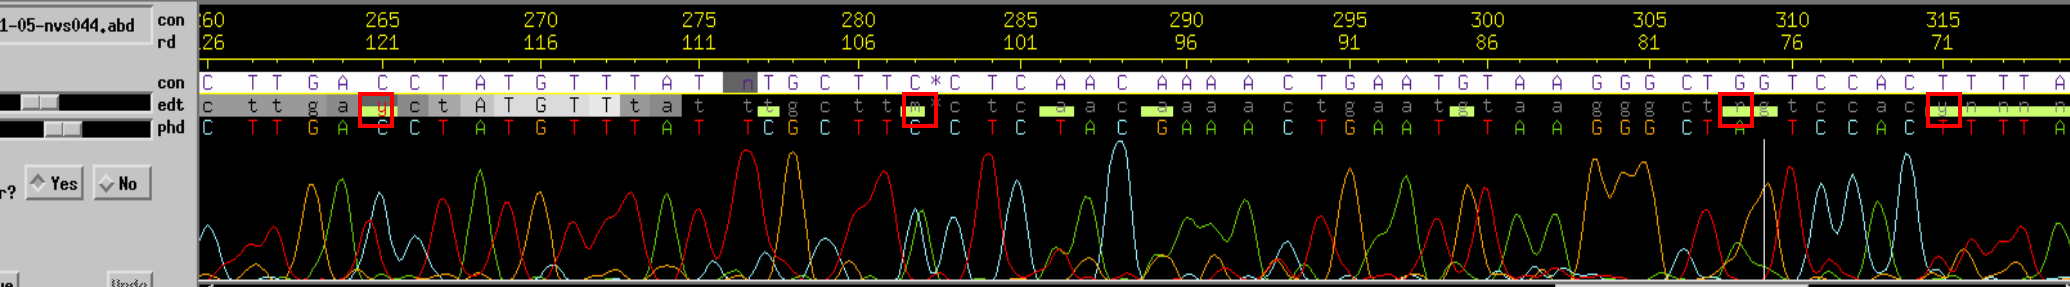 1-05-nvs044.abd con 60 265 270 275 280 285 290 295 300 305 310 315
rd 26 121 116 111 106 101 96 91 86 81 76 71
con C T T G A C C T A T G T T T A T n T G C T T C * C T C A A C A A A A C T G A A T G T A A G G G C T G G T C C A C T T T T A
edt c t t g a y c t A T G T T t a t t t g c t t m * c t c a a c a a a a c t g a a t g t a a g g g c t n g t c c a c y n n n n
phd C T T G A C C T A T G T T T A T T C G C T T C C T C T A C G A A A C T G A A T T A A G G G C T A T C C A C T T T T A
r? Yes No
Undo